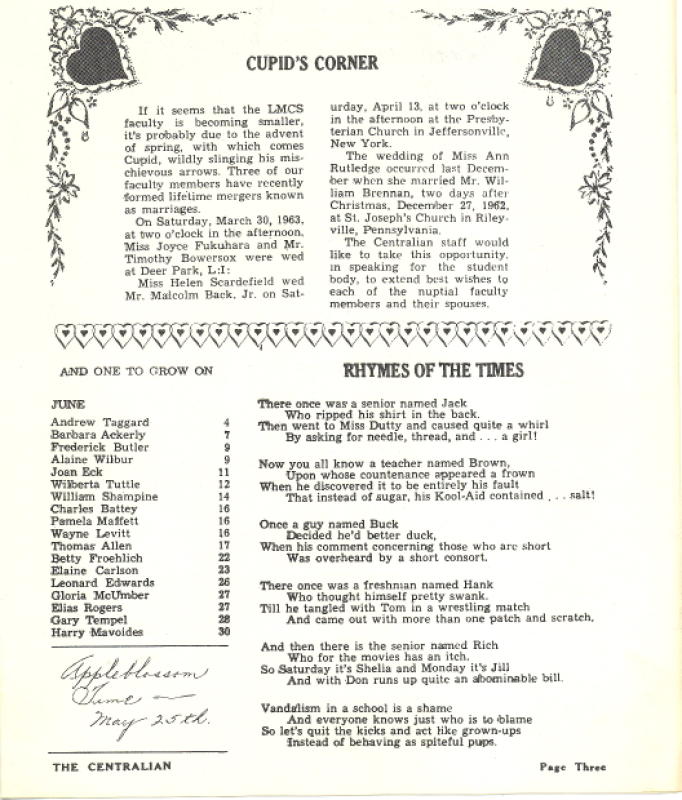 CUPID'S CORNER
If it seems that the LMCS
faculty is becoming smaller,
it's probably due to the advent
of spring, with which comes
Cupid, wildly slinging his mis-
chievous arrows. Three of our
faculty members have recently
formed lifetime mergers known
as marriages.
On Saturday, March 30, 1963,
at two o'clock in the afternoon,
Miss Joyce Fukuhara and Mr.
Timothy Bowersox were wed
at Deer Park, L.I:
Miss Helen Scardefield wed
Mr. Malcolm Back, Jr. on Sat-
urday, April 13, at two o'clock
in the afternoon at the Presby-
terian Church in Jeffersonville,
New York.
The wedding of Miss Ann
Rutledge occurred last Decem-
ber when she married Mr. Wil-
liam Brennan, two days after
Christmas, December 27, 1962,
at St. Joseph's Church in Riley-
ville, Pennsylvania.
The Centralian staff would
like to take this opportunity,
in speaking for the student
body, to extend best wishes to
each of the nuptial faculty
members and their spouses.
AND ONE TO GROW ON
JUNE
Andrew Taggard 4
Barbara Ackerly 7
Frederick Butler 9
Alaine Wilbur 9
Joan Eck 11
Wilberta Tuttle 12
William Shampine 14
Charles Battey 16
Pamela Maffett 16
Wayne Levitt 16
Thomas Allen 17
Betty Froehlich 22
Elaine Carlson 23
Leonard Edwards 26
Gloria McUmber 27
Elias Rogers 27
Gary Tempel 28
Harry Mavoides 30
Appleblossom
Time —
May 25th.
RHYMES OF THE TIMES
There once was a senior named Jack
Who ripped his shirt in the back.
Then went to Miss Dutty and caused quite a whirl
By asking for needle, thread, and . . . a girl!
Now you all know a teacher named Brown,
Upon whose countenance appeared a frown
When he discovered it to be entirely his fault
That instead of sugar, his Kool-Aid contained . . . salt!
Once a guy named Buck
Decided he'd better duck,
When his comment concerning those who are short
Was overheard by a short consort.
There once was a freshman named Hank
Who thought himself pretty swank.
Till he tangled with Tom in a wrestling match
And came out with more than one patch and scratch.
And then there is the senior named Rich
Who for the movies has an itch.
So Saturday it's Shelia and Monday it's Jill
And with Don runs up quite an abominable bill.
Vandalism in a school is a shame
And everyone knows just who is to blame
So let's quit the kicks and act like grown-ups
Instead of behaving as spiteful pups.
THE CENTRALIAN
Page Three